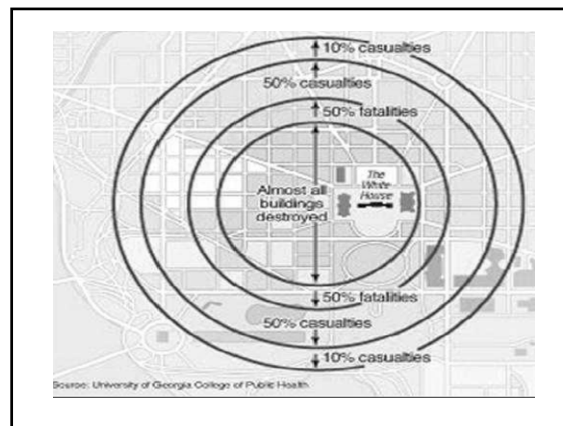 10% casualties
50% casualties
50% fatalities
The
White
House
Almost all
buildings
destroyed
50% fatalities
50% casualties
10% casualties
Source: University of Georgia College of Public Health